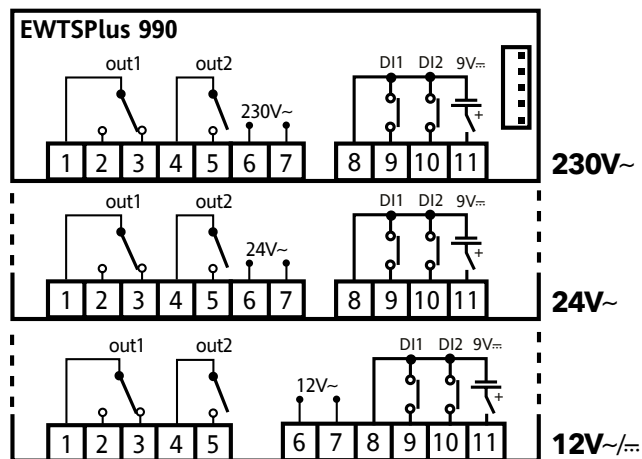 EWTSPlus 990
out1 out2 DI1 DI2 9V⎓
230V~ +
1 2 3 4 5 6 7 8 9 10 11 230V~
out1 out2 DI1 DI2 9V⎓
24V~ +
1 2 3 4 5 6 7 8 9 10 11 24V~
out1 out2 DI1 DI2 9V⎓
12V~ +
1 2 3 4 5 6 7 8 9 10 11 12V~/⎓